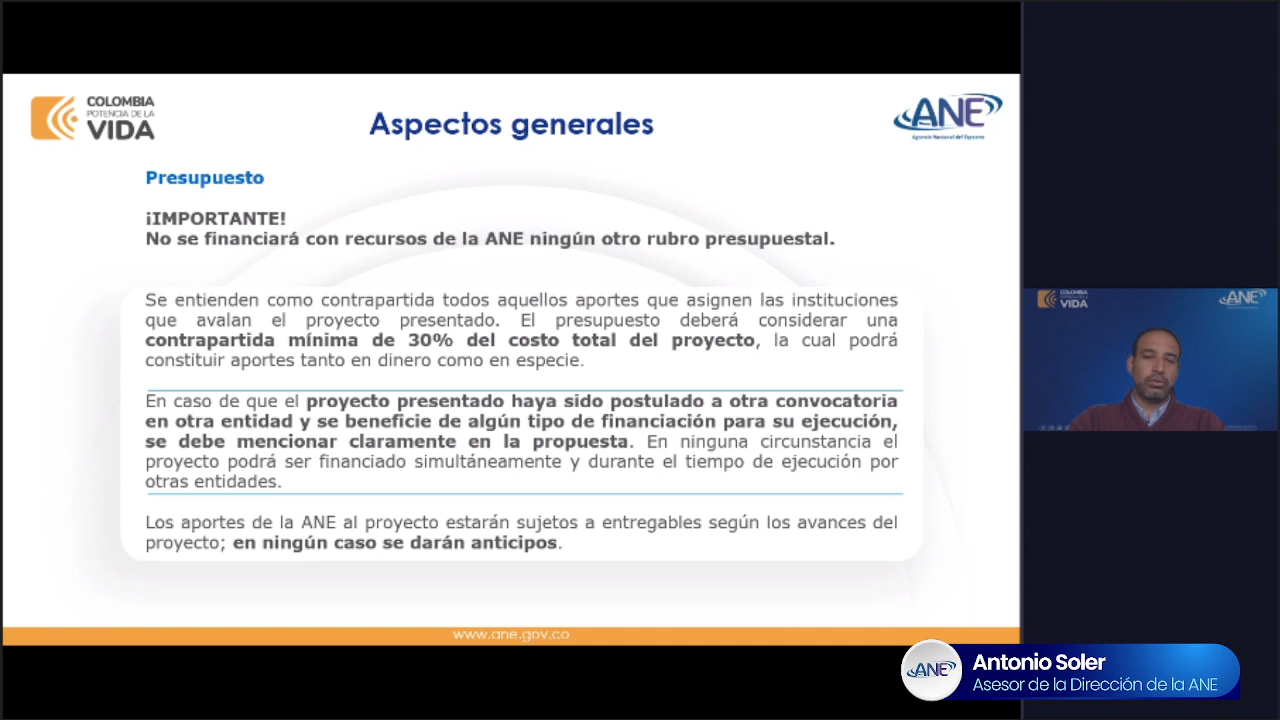 COLOMBIA
POTENCIA DE LA
VIDA
Aspectos generales
ANE
Agencia Nacional del Espectro
Presupuesto
¡IMPORTANTE!
No se financiará con recursos de la ANE ningún otro rubro presupuestal.
Se entienden como contrapartida todos aquellos aportes que asignen las instituciones
que avalan el proyecto presentado. El presupuesto deberá considerar una
contrapartida mínima de 30% del costo total del proyecto, la cual podrá
constituir aportes tanto en dinero como en especie.
En caso de que el proyecto presentado haya sido postulado a otra convocatoria
en otra entidad y se beneficie de algún tipo de financiación para su ejecución,
se debe mencionar claramente en la propuesta. En ninguna circunstancia el
proyecto podrá ser financiado simultáneamente y durante el tiempo de ejecución por
otras entidades.
Los aportes de la ANE al proyecto estarán sujetos a entregables según los avances del
proyecto; en ningún caso se darán anticipos.
www.ane.gov.co
COLOMBIA
POTENCIA DE LA
VIDA
ANE
ANE
Antonio Soler
Asesor de la Dirección de la ANE